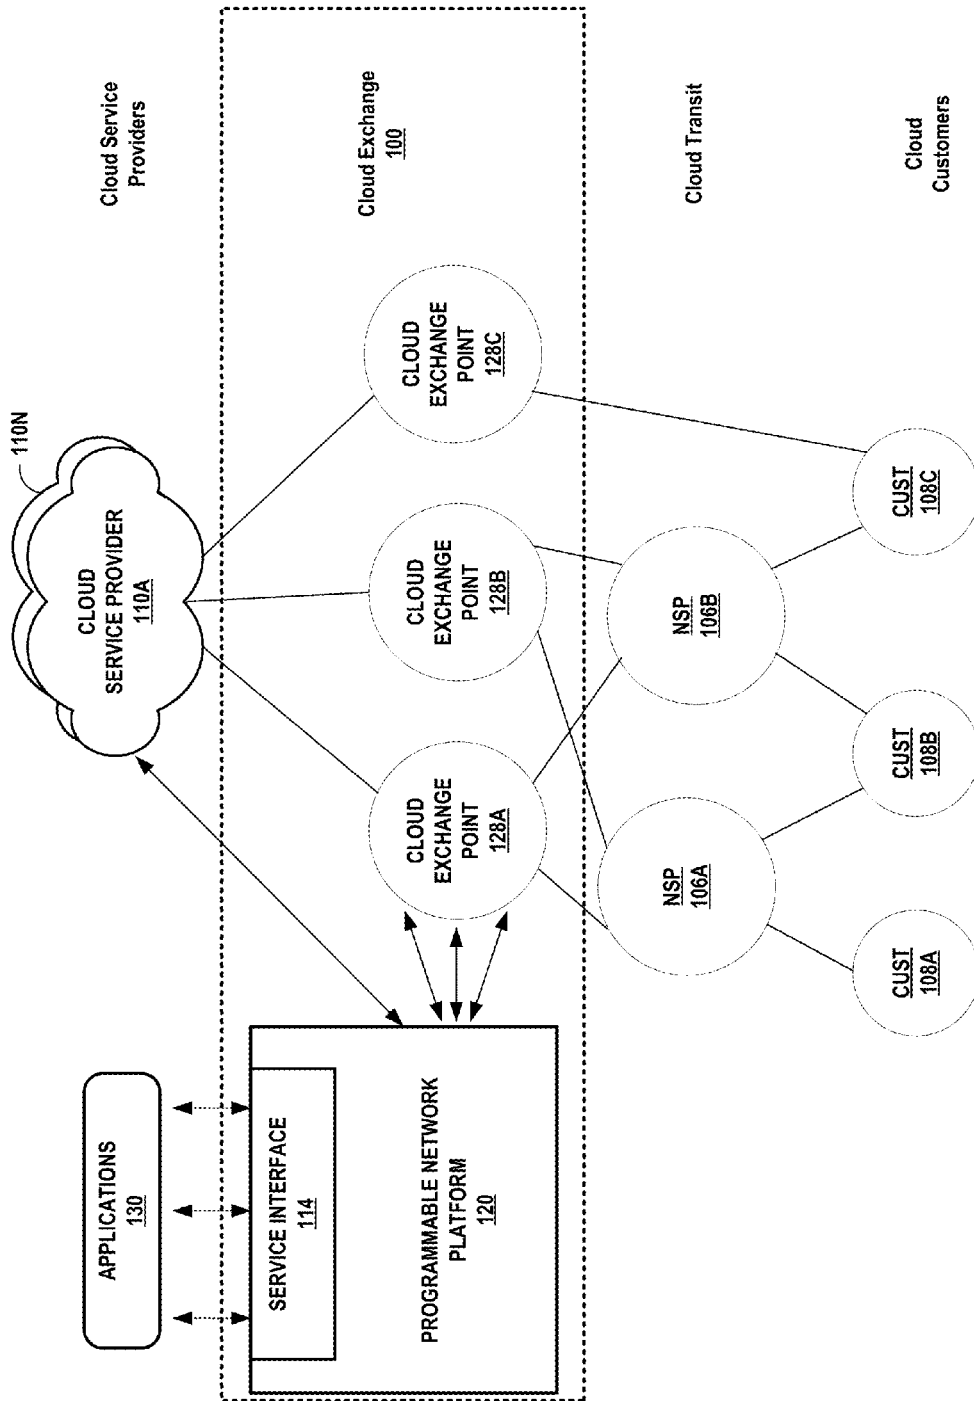 APPLICATIONS
130
SERVICE INTERFACE
114
PROGRAMMABLE NETWORK
PLATFORM
120
110N
CLOUD
SERVICE PROVIDER
110A
Cloud Service
Providers
CLOUD
EXCHANGE
POINT
128A
CLOUD
EXCHANGE
POINT
128B
CLOUD
EXCHANGE
POINT
128C
Cloud Exchange
100
NSP
106A
NSP
106B
Cloud Transit
CUST
108A
CUST
108B
CUST
108C
Cloud
Customers